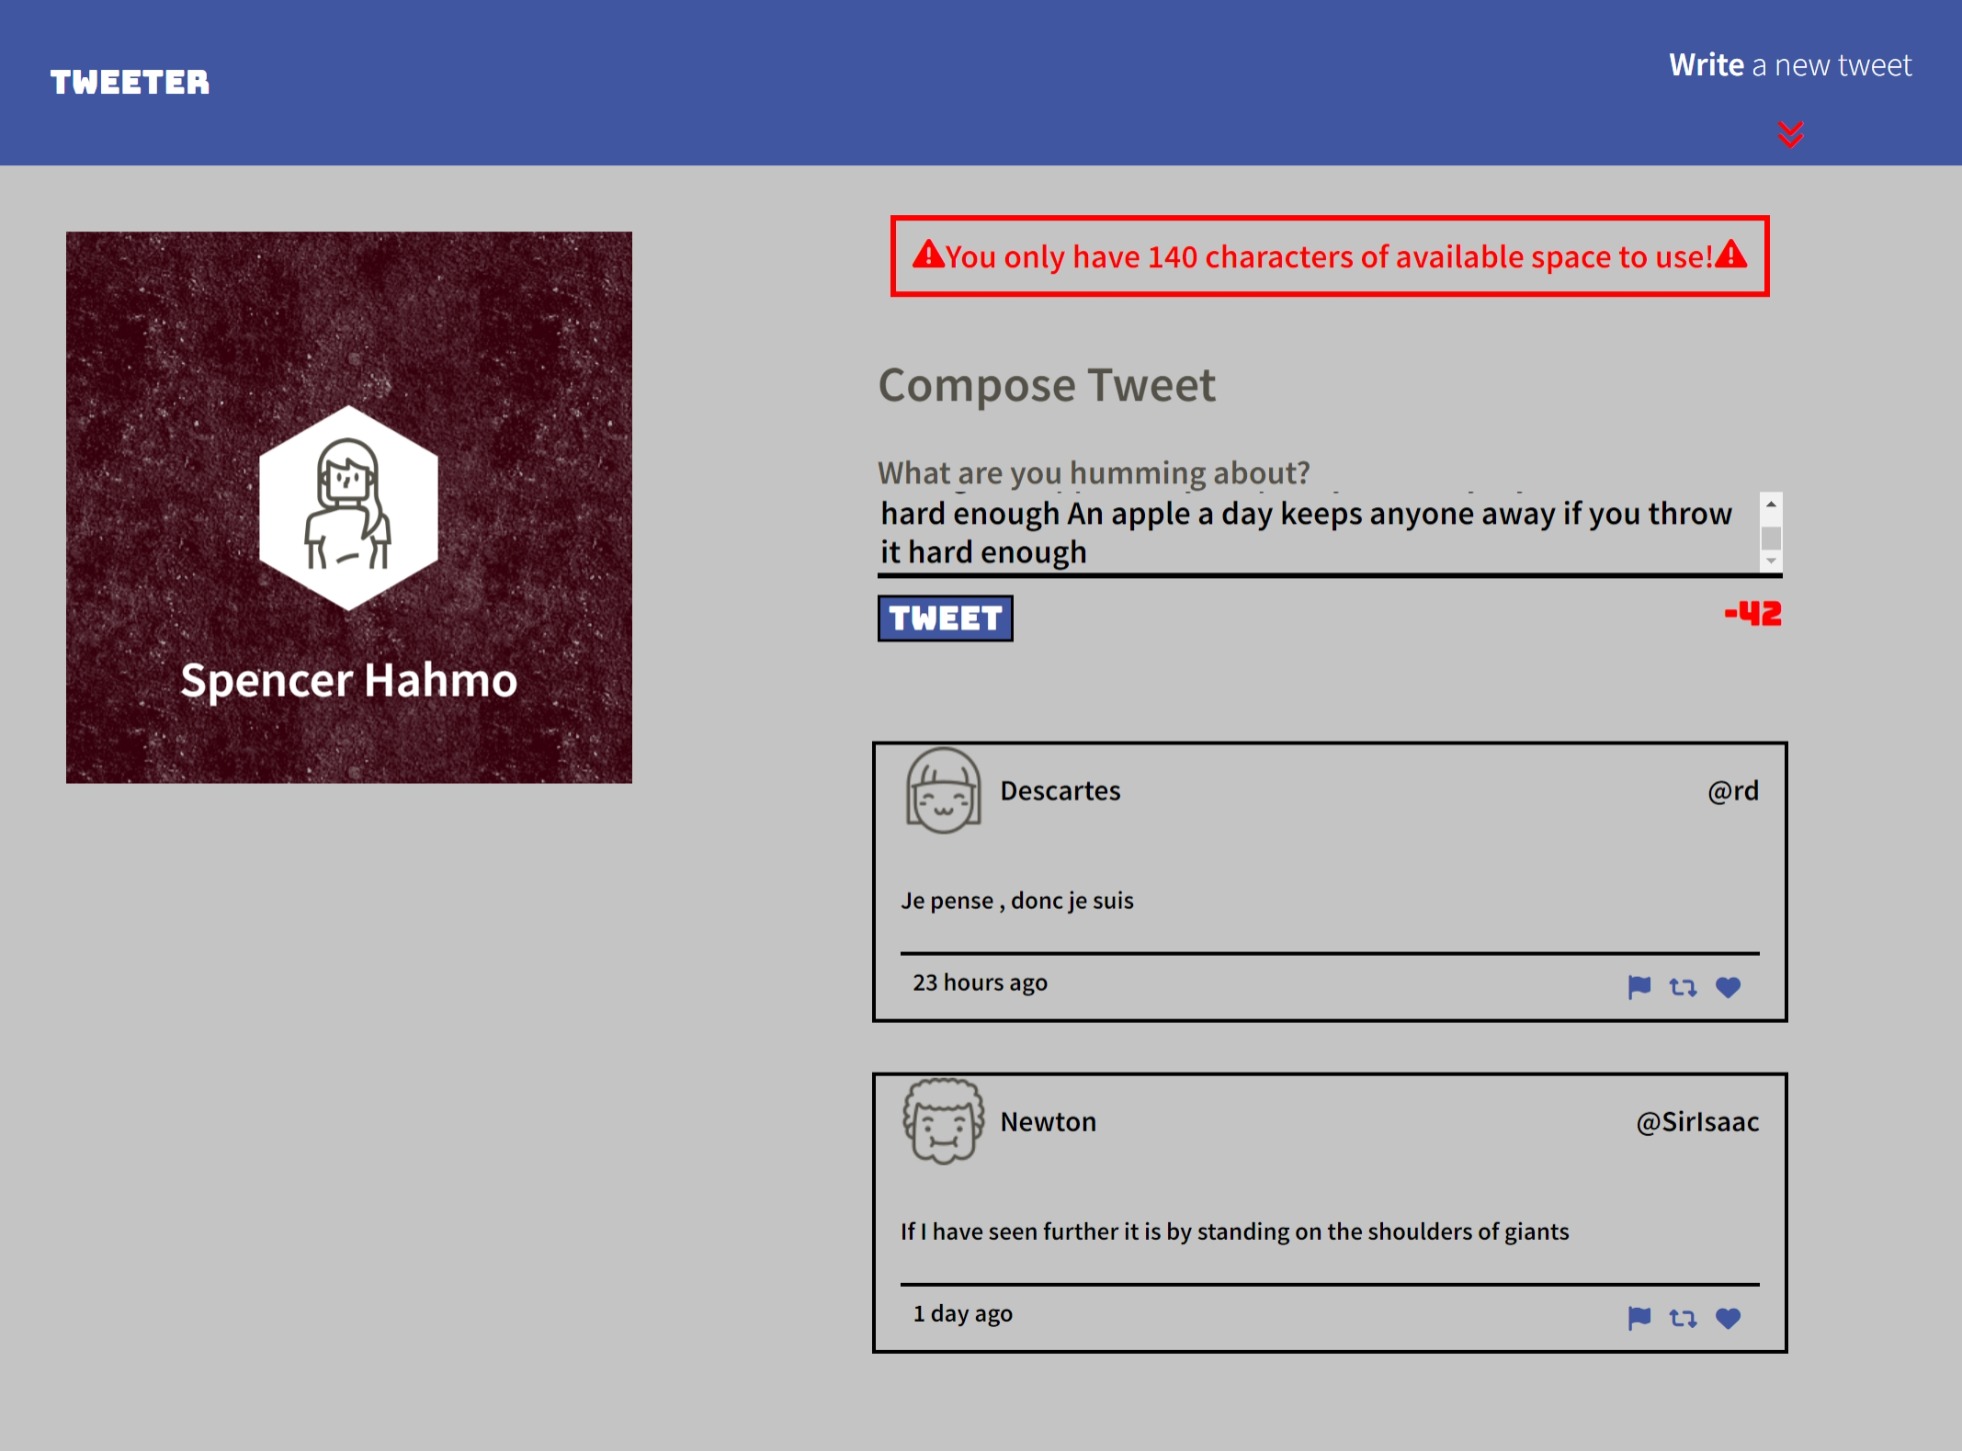 TWEETER
Write a new tweet
You only have 140 characters of available space to use!
Compose Tweet
What are you humming about?
hard enough An apple a day keeps anyone away if you throw
it hard enough
TWEET
-42
Spencer Hahmo
Descartes
@rd
Je pense , donc je suis
23 hours ago
Newton
@SirIsaac
If I have seen further it is by standing on the shoulders of giants
1 day ago